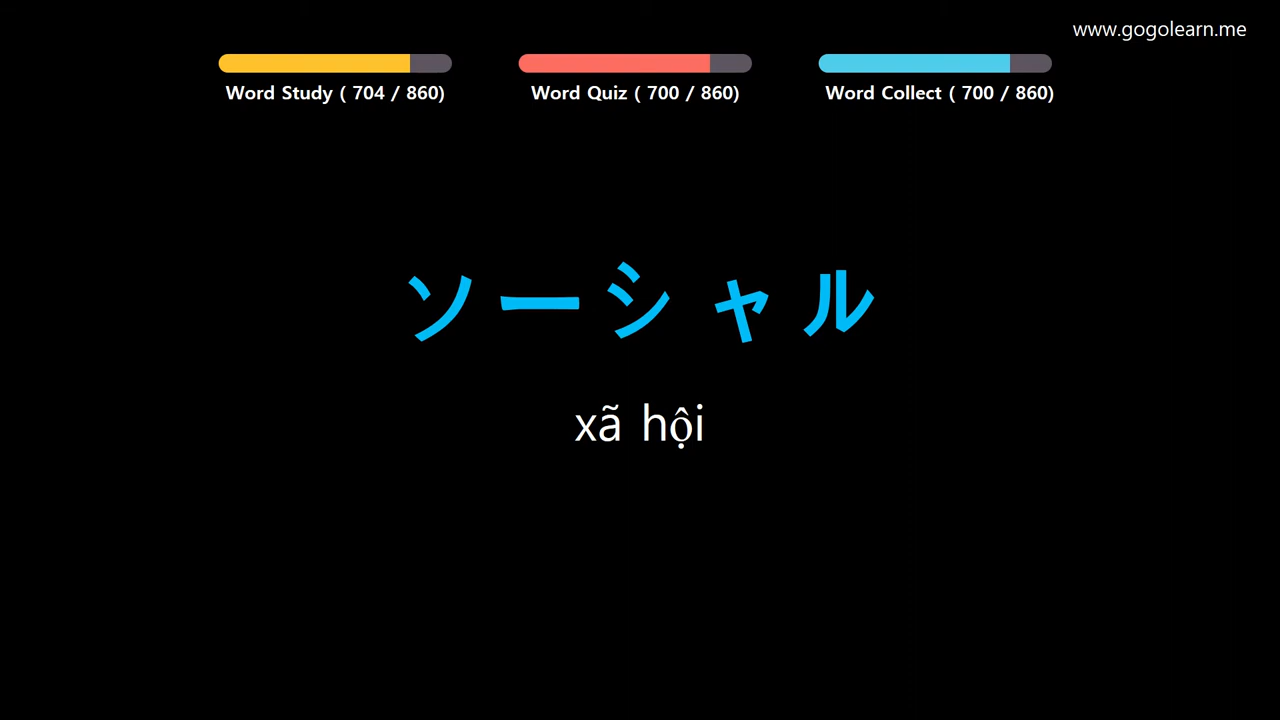 www.gogolearn.me
Word Study ( 704 / 860)
Word Quiz ( 700 / 860)
Word Collect ( 700 / 860)
ソーシャル
xã hội